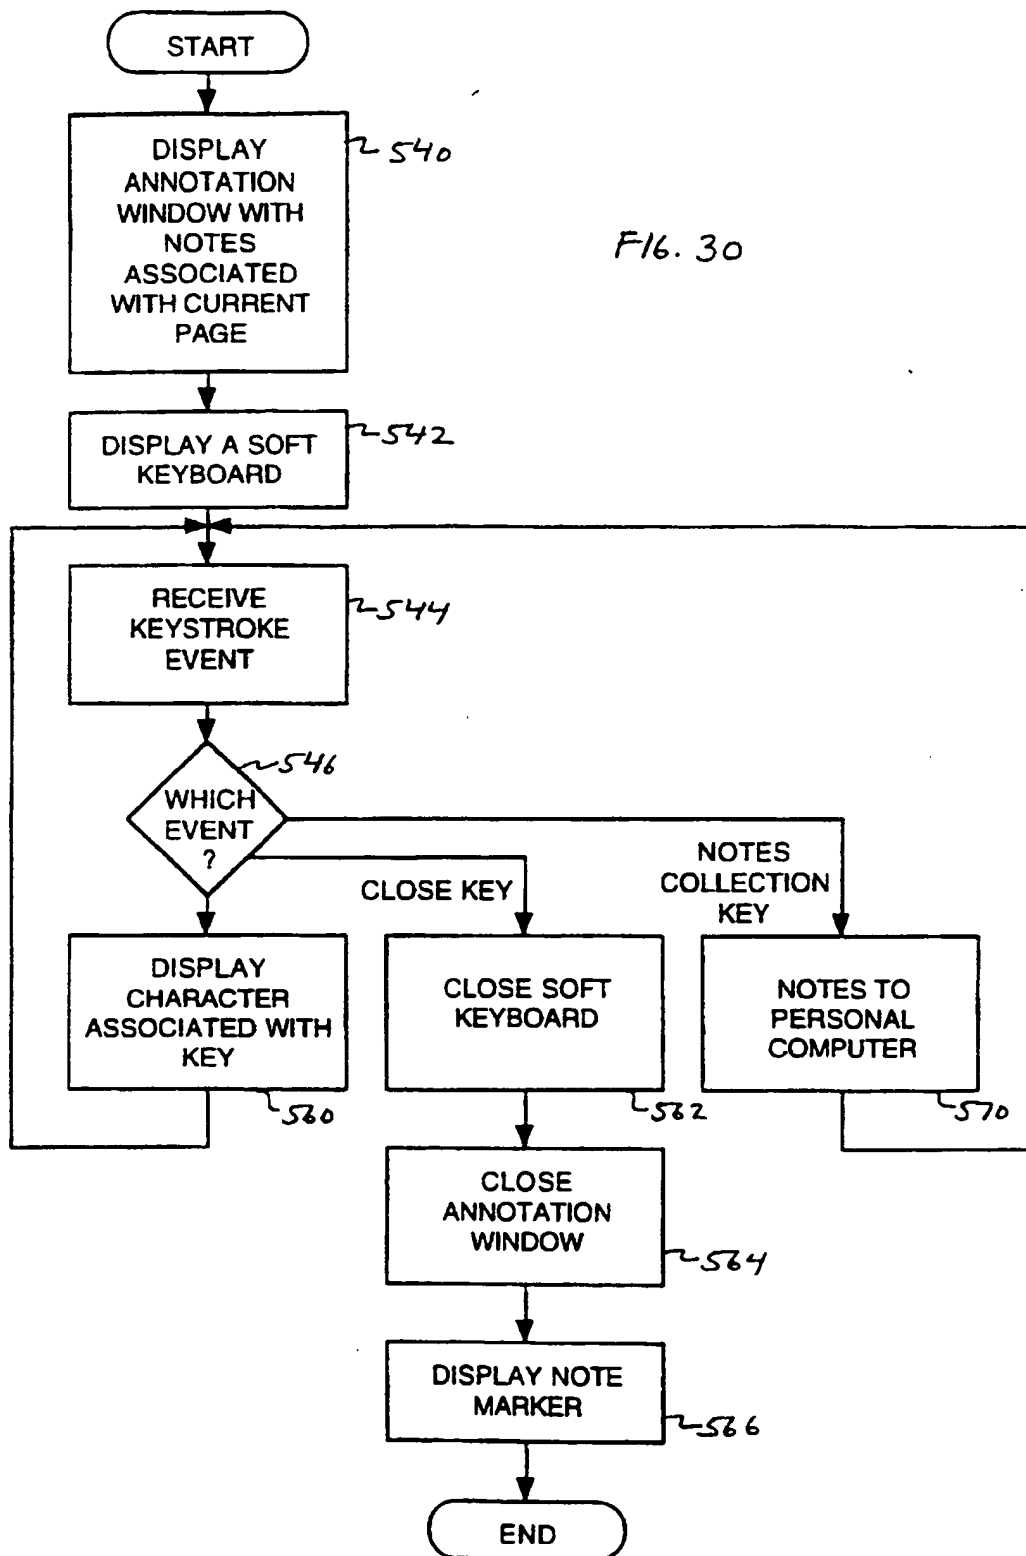 START
DISPLAY
ANNOTATION
WINDOW WITH
NOTES
ASSOCIATED
WITH CURRENT
PAGE
540
FIG. 30
DISPLAY A SOFT
KEYBOARD
542
RECEIVE
KEYSTROKE
EVENT
544
WHICH
EVENT
?
546
CLOSE KEY
NOTES
COLLECTION
KEY
DISPLAY
CHARACTER
ASSOCIATED WITH
KEY
560
CLOSE SOFT
KEYBOARD
562
NOTES TO
PERSONAL
COMPUTER
570
CLOSE
ANNOTATION
WINDOW
564
DISPLAY NOTE
MARKER
566
END